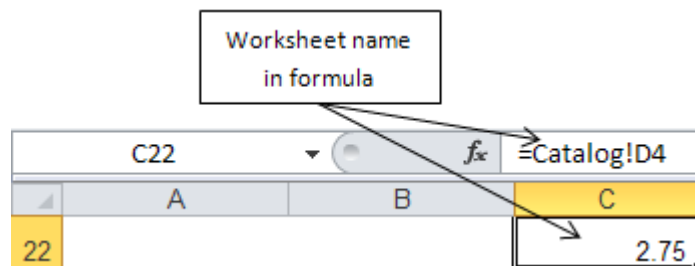 Worksheet name
in formula
C22 fx =Catalog!D4
A B C
22 2.75